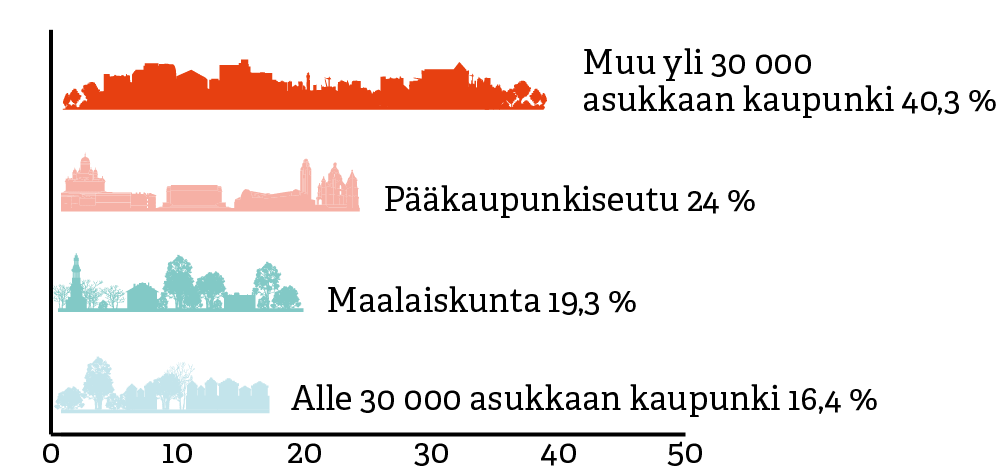 Muu yli 30 000
asukkaan kaupunki 40,3 %
Pääkaupunkiseutu 24 %
Maalaiskunta 19,3 %
Alle 30 000 asukkaan kaupunki 16,4 %
0 10 20 30 40 50